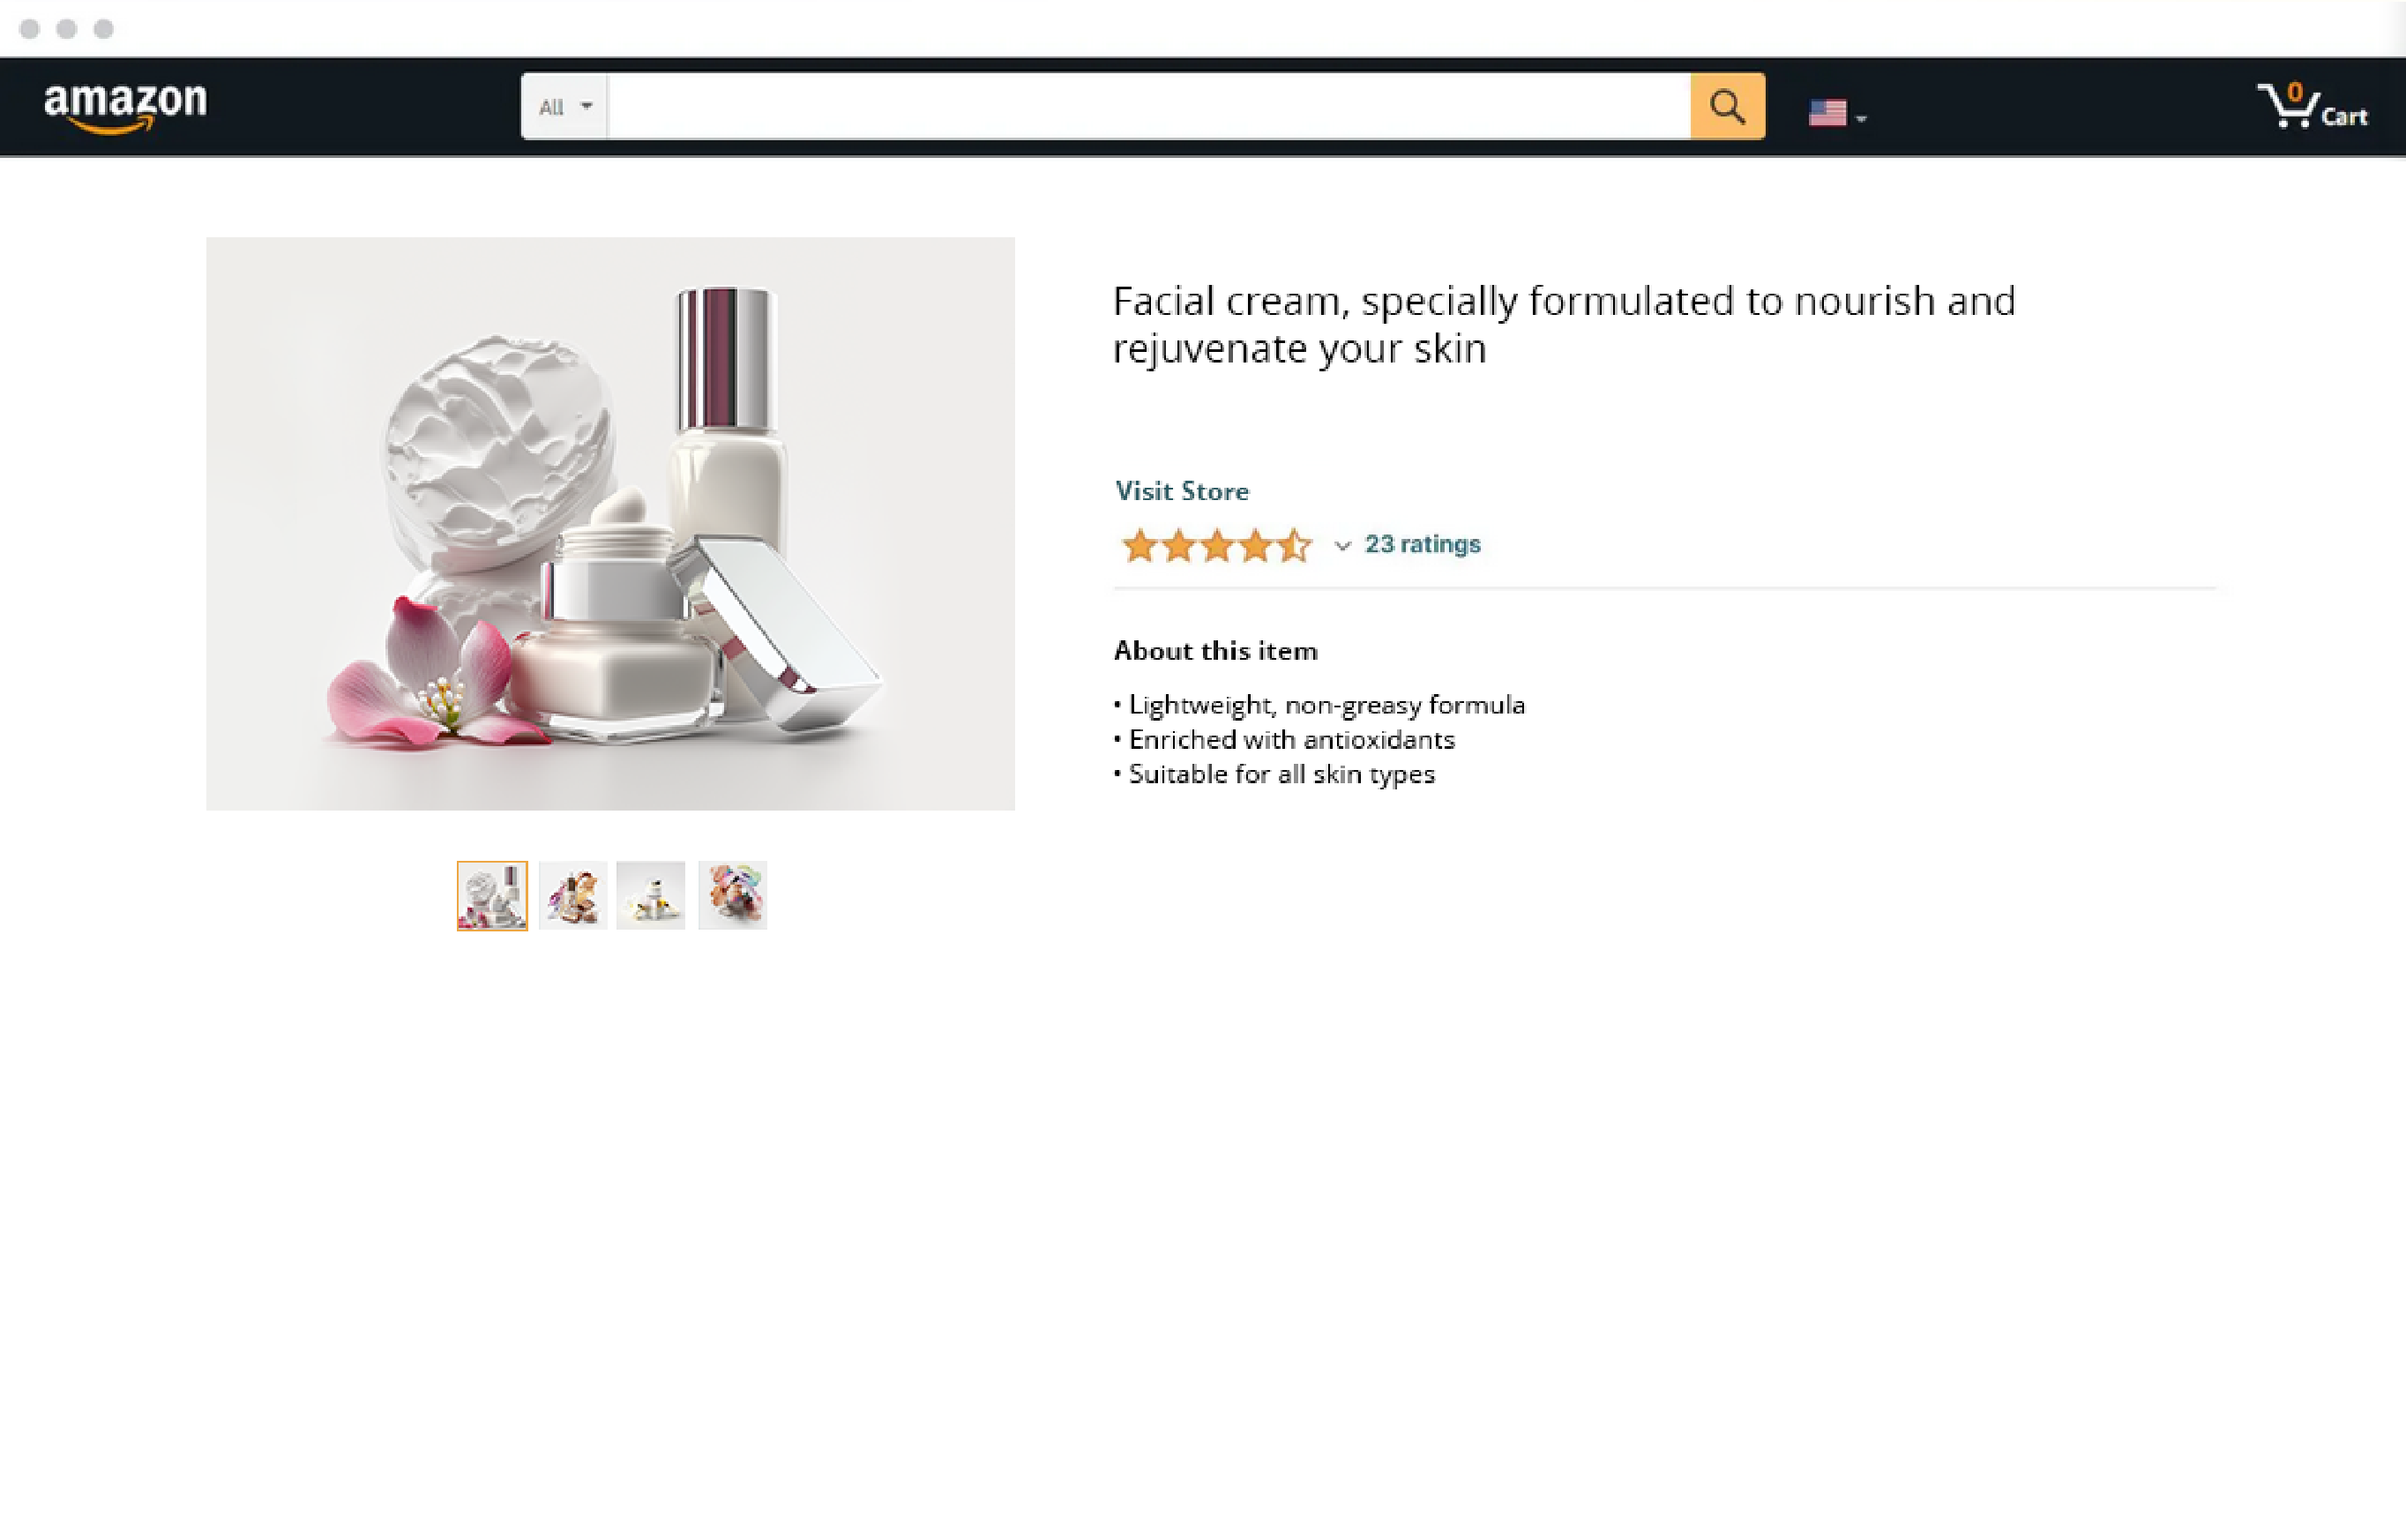 amazon
All
0
Cart
Facial cream, specially formulated to nourish and
rejuvenate your skin
Visit Store
23 ratings
About this item
• Lightweight, non-greasy formula
• Enriched with antioxidants
• Suitable for all skin types